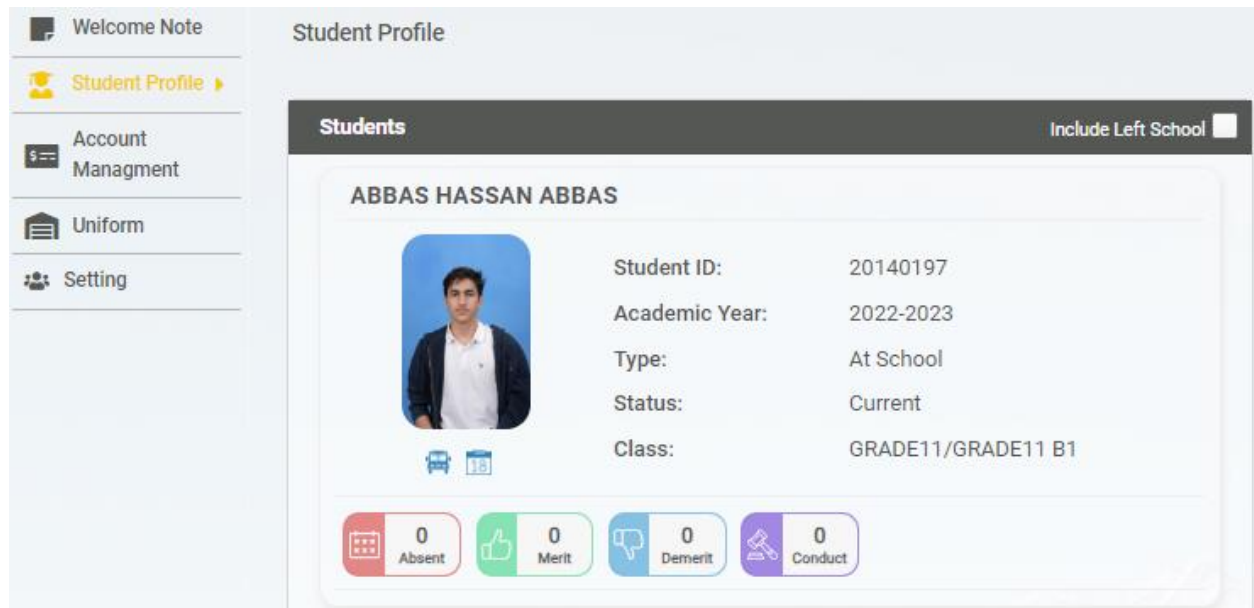 Welcome Note
Student Profile
Account
Managment
Uniform
Setting
Student Profile
Students
Include Left School
ABBAS HASSAN ABBAS
Student ID: 20140197
Academic Year: 2022-2023
Type: At School
Status: Current
Class: GRADE11/GRADE11 B1
18
0 Absent
0 Merit
0 Demerit
0 Conduct